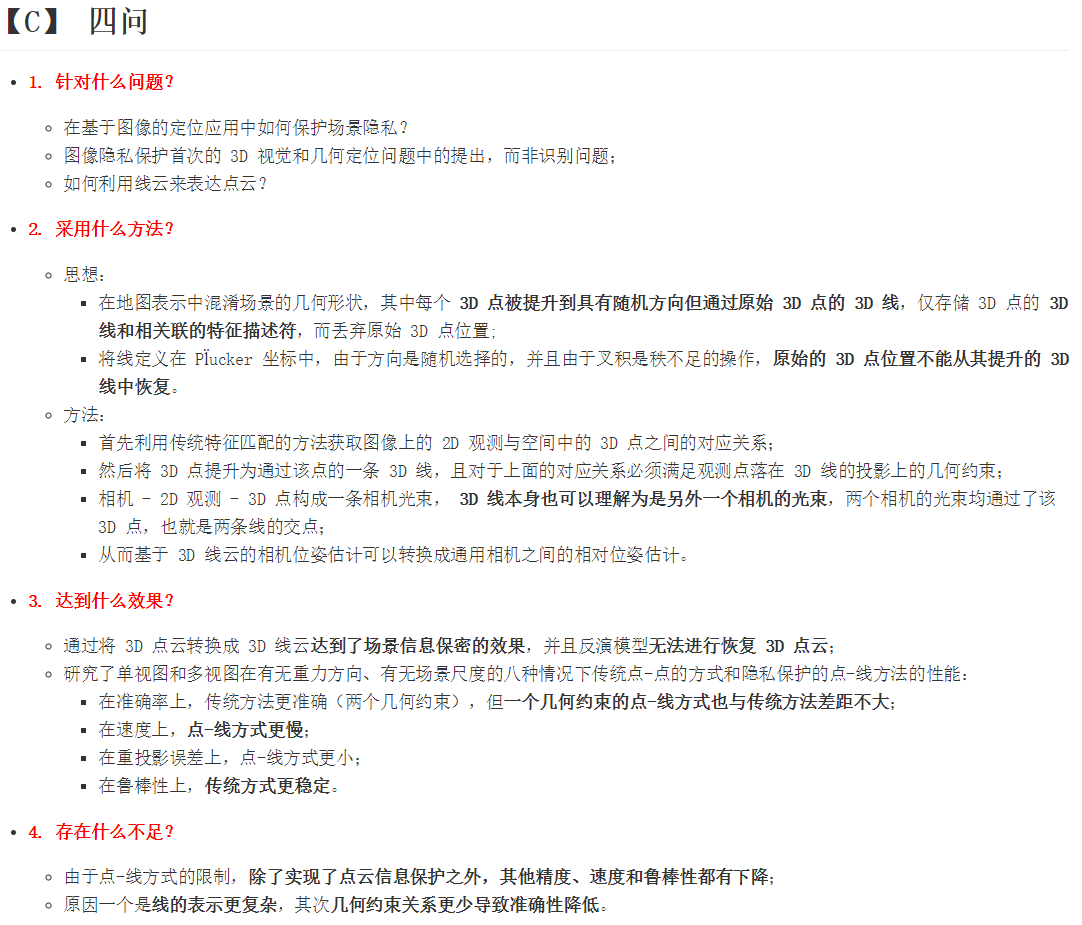 【C】 四问
1. 针对什么问题？
在基于图像的定位应用中如何保护场景隐私？
图像隐私保护首次的 3D 视觉和几何定位问题中的提出，而非识别问题；
如何利用线云来表达点云？
2. 采用什么方法？
思想：
在地图表示中混淆场景的几何形状，其中每个 3D 点被提升到具有随机方向但通过原始 3D 点的 3D 线，仅存储 3D 点的 3D
线和相关联的特征描述符，而丢弃原始 3D 点位置；
将线定义在 PÏucker 坐标中，由于方向是随机选择的，并且由于叉积是秩不足的操作，原始的 3D 点位置不能从其提升的 3D
线中恢复。
方法：
首先利用传统特征匹配的方法获取图像上的 2D 观测与空间中的 3D 点之间的对应关系；
然后将 3D 点提升为通过该点的一条 3D 线，且对于上面的对应关系必须满足观测点落在 3D 线的投影上的几何约束；
相机 - 2D 观测 - 3D 点构成一条相机光束， 3D 线本身也可以理解为是另外一个相机的光束，两个相机的光束均通过了该
3D 点，也就是两条线的交点；
从而基于 3D 线云的相机位姿估计可以转换成通用相机之间的相对位姿估计。
3. 达到什么效果？
通过将 3D 点云转换成 3D 线云达到了场景信息保密的效果，并且反演模型无法进行恢复 3D 点云；
研究了单视图和多视图在有无重力方向、有无场景尺度的八种情况下传统点-点的方式和隐私保护的点-线方法的性能：
在准确率上，传统方法更准确（两个几何约束），但一个几何约束的点-线方式也与传统方法差距不大；
在速度上，点-线方式更慢；
在重投影误差上，点-线方式更小；
在鲁棒性上，传统方式更稳定。
4. 存在什么不足？
由于点-线方式的限制，除了实现了点云信息保护之外，其他精度、速度和鲁棒性都有下降；
原因一个是线的表示更复杂，其次几何约束关系更少导致准确性降低。